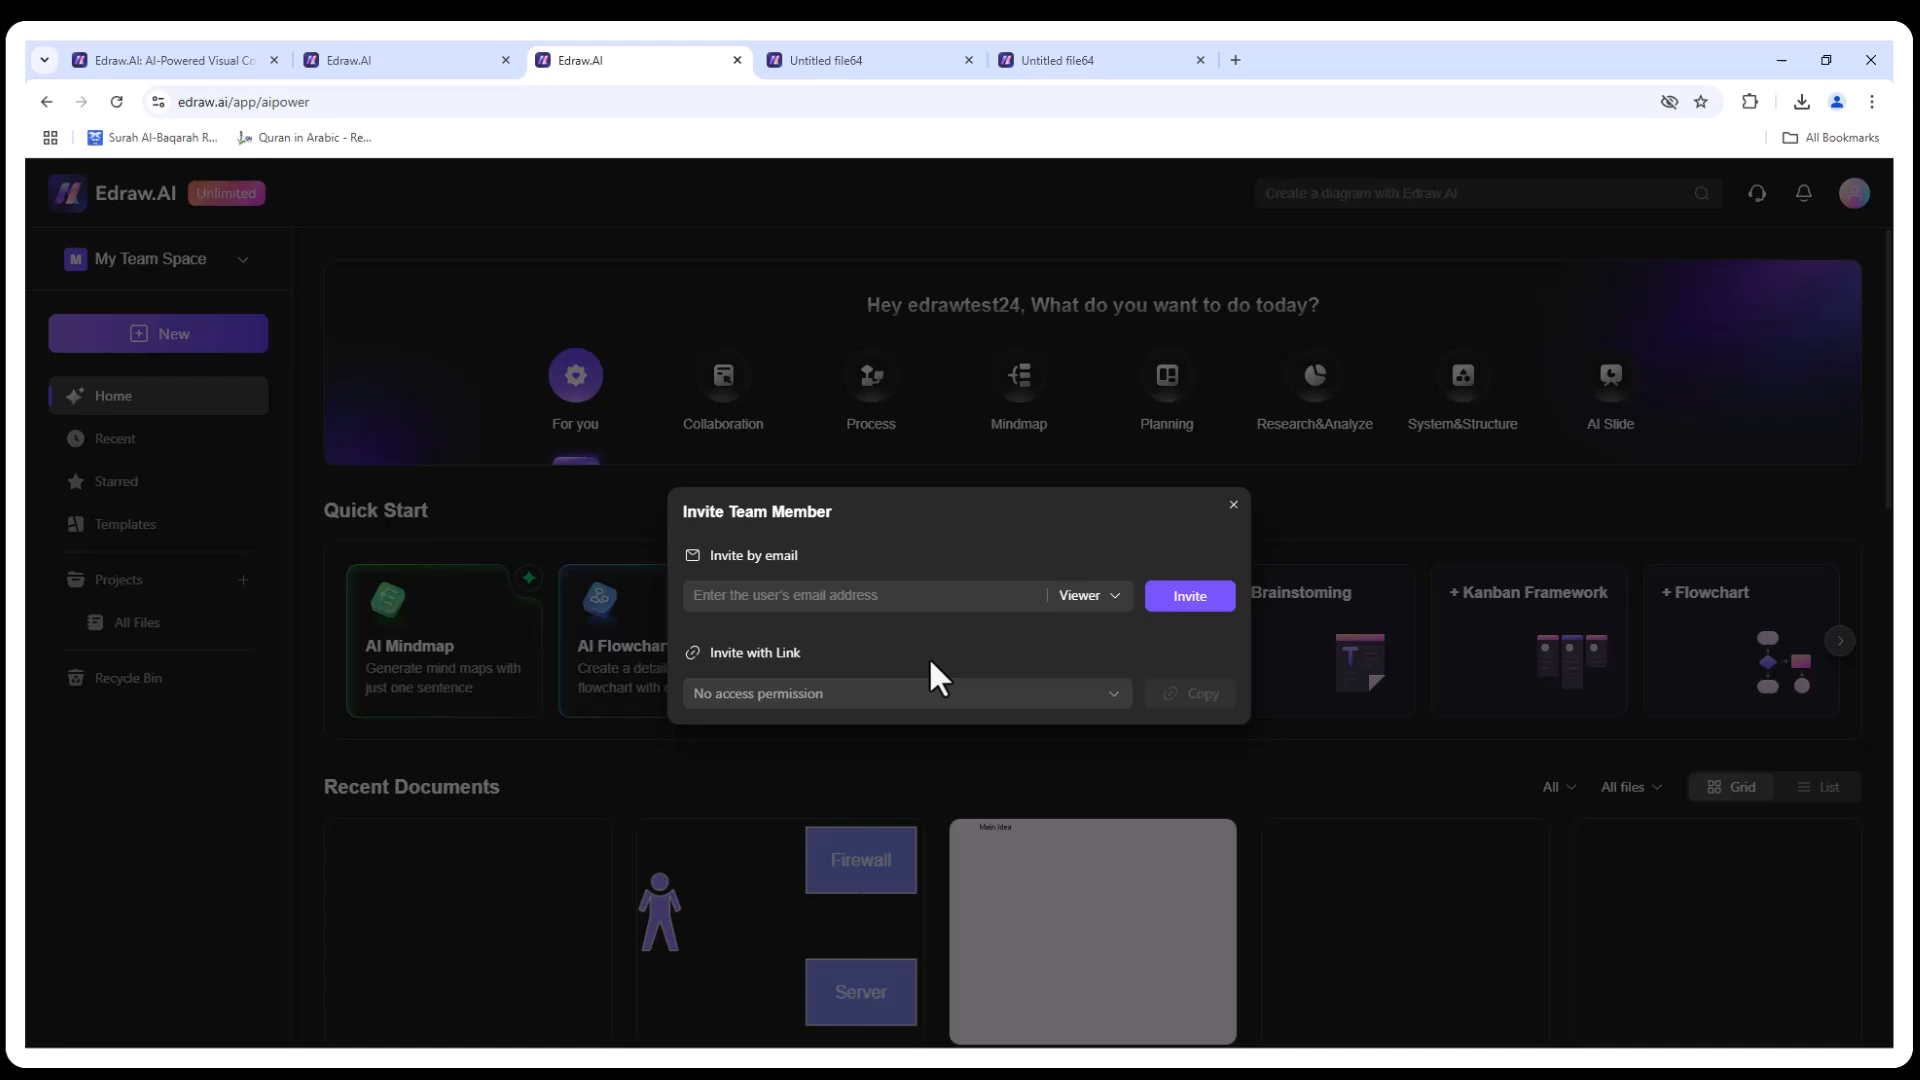 Edraw.AI: AI-Powered Visual Co
Edraw.AI
Edraw.AI
Untitled file64
Untitled file64
edraw.ai/app/aipower
Surah Al-Baqarah R...
Quran in Arabic - Re...
All Bookmarks
Edraw.AI
Unlimited
Create a diagram with Edraw.AI
M
My Team Space
New
Home
Recent
Starred
Templates
Projects
All Files
Recycle Bin
Hey edrawtest24, What do you want to do today?
For you
Collaboration
Process
Mindmap
Planning
Research&Analyze
System&Structure
AI Slide
Quick Start
AI Mindmap
Generate mind maps with
just one sentence
AI Flowchar
Create a detail
flowchart with
Invite Team Member
Invite by email
Enter the user's email address
Viewer
Invite
Invite with Link
No access permission
Copy
Brainstoming
+ Kanban Framework
+ Flowchart
T
Recent Documents
All
All files
Grid
List
Firewall
Server
Main Idea